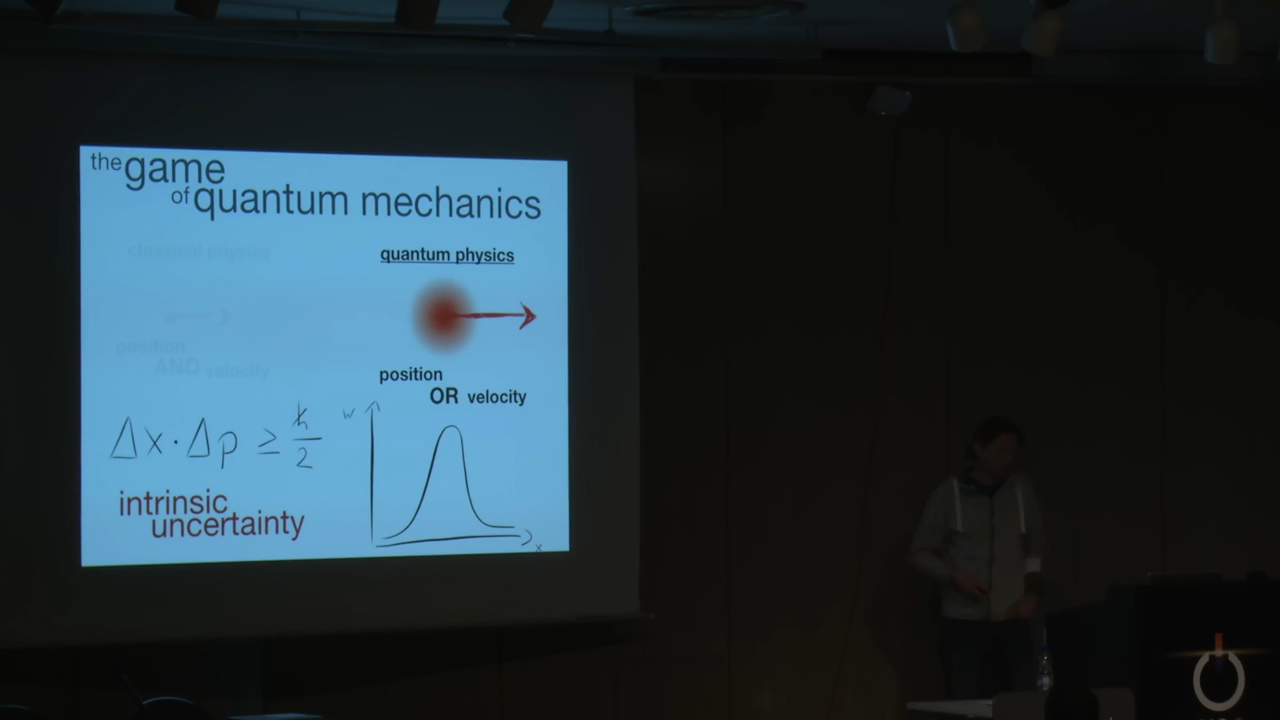 the game
of quantum mechanics
classical physics
quantum physics
position
AND velocity
position
OR velocity
Δx·Δp ≥ ℏ/2
w
x
intrinsic
uncertainty